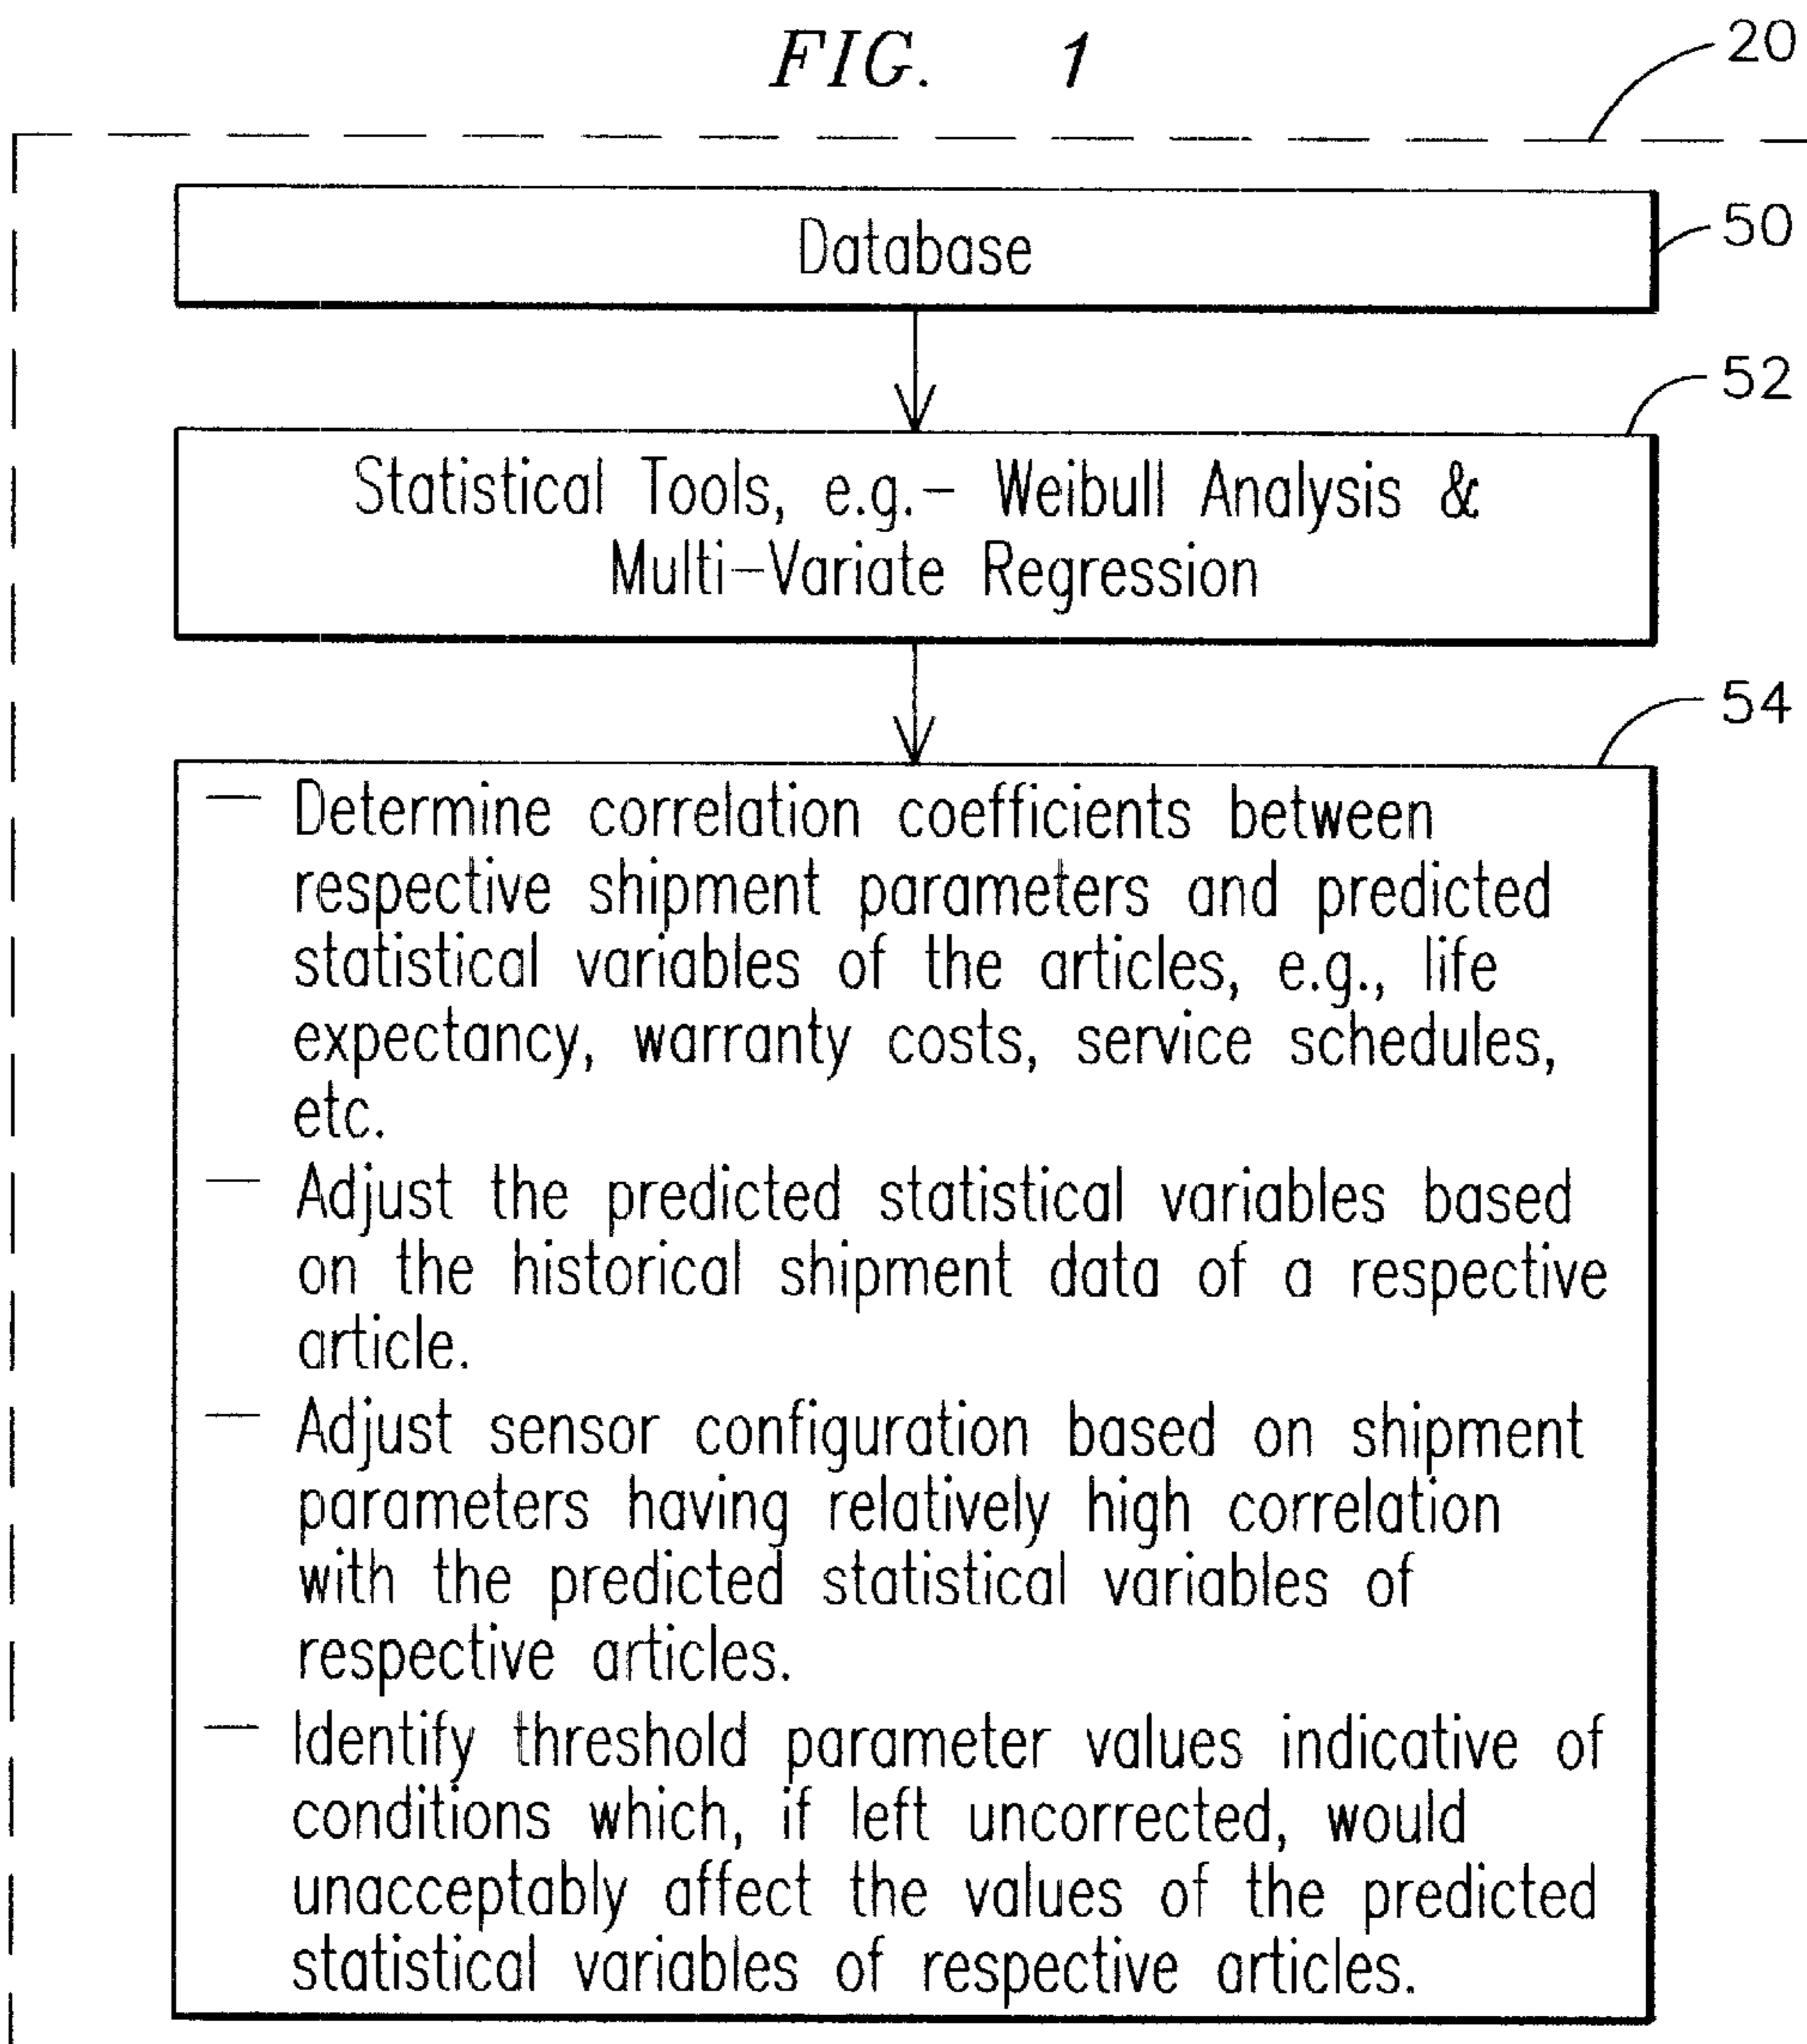 FIG. 1
20
Database
50
52
Statistical Tools, e.g.- Weibull Analysis &
Multi-Variate Regression
54
— Determine correlation coefficients between
respective shipment parameters and predicted
statistical variables of the articles, e.g., life
expectancy, warranty costs, service schedules,
etc.
— Adjust the predicted statistical variables based
on the historical shipment data of a respective
article.
— Adjust sensor configuration based on shipment
parameters having relatively high correlation
with the predicted statistical variables of
respective articles.
— Identify threshold parameter values indicative of
conditions which, if left uncorrected, would
unacceptably affect the values of the predicted
statistical variables of respective articles.